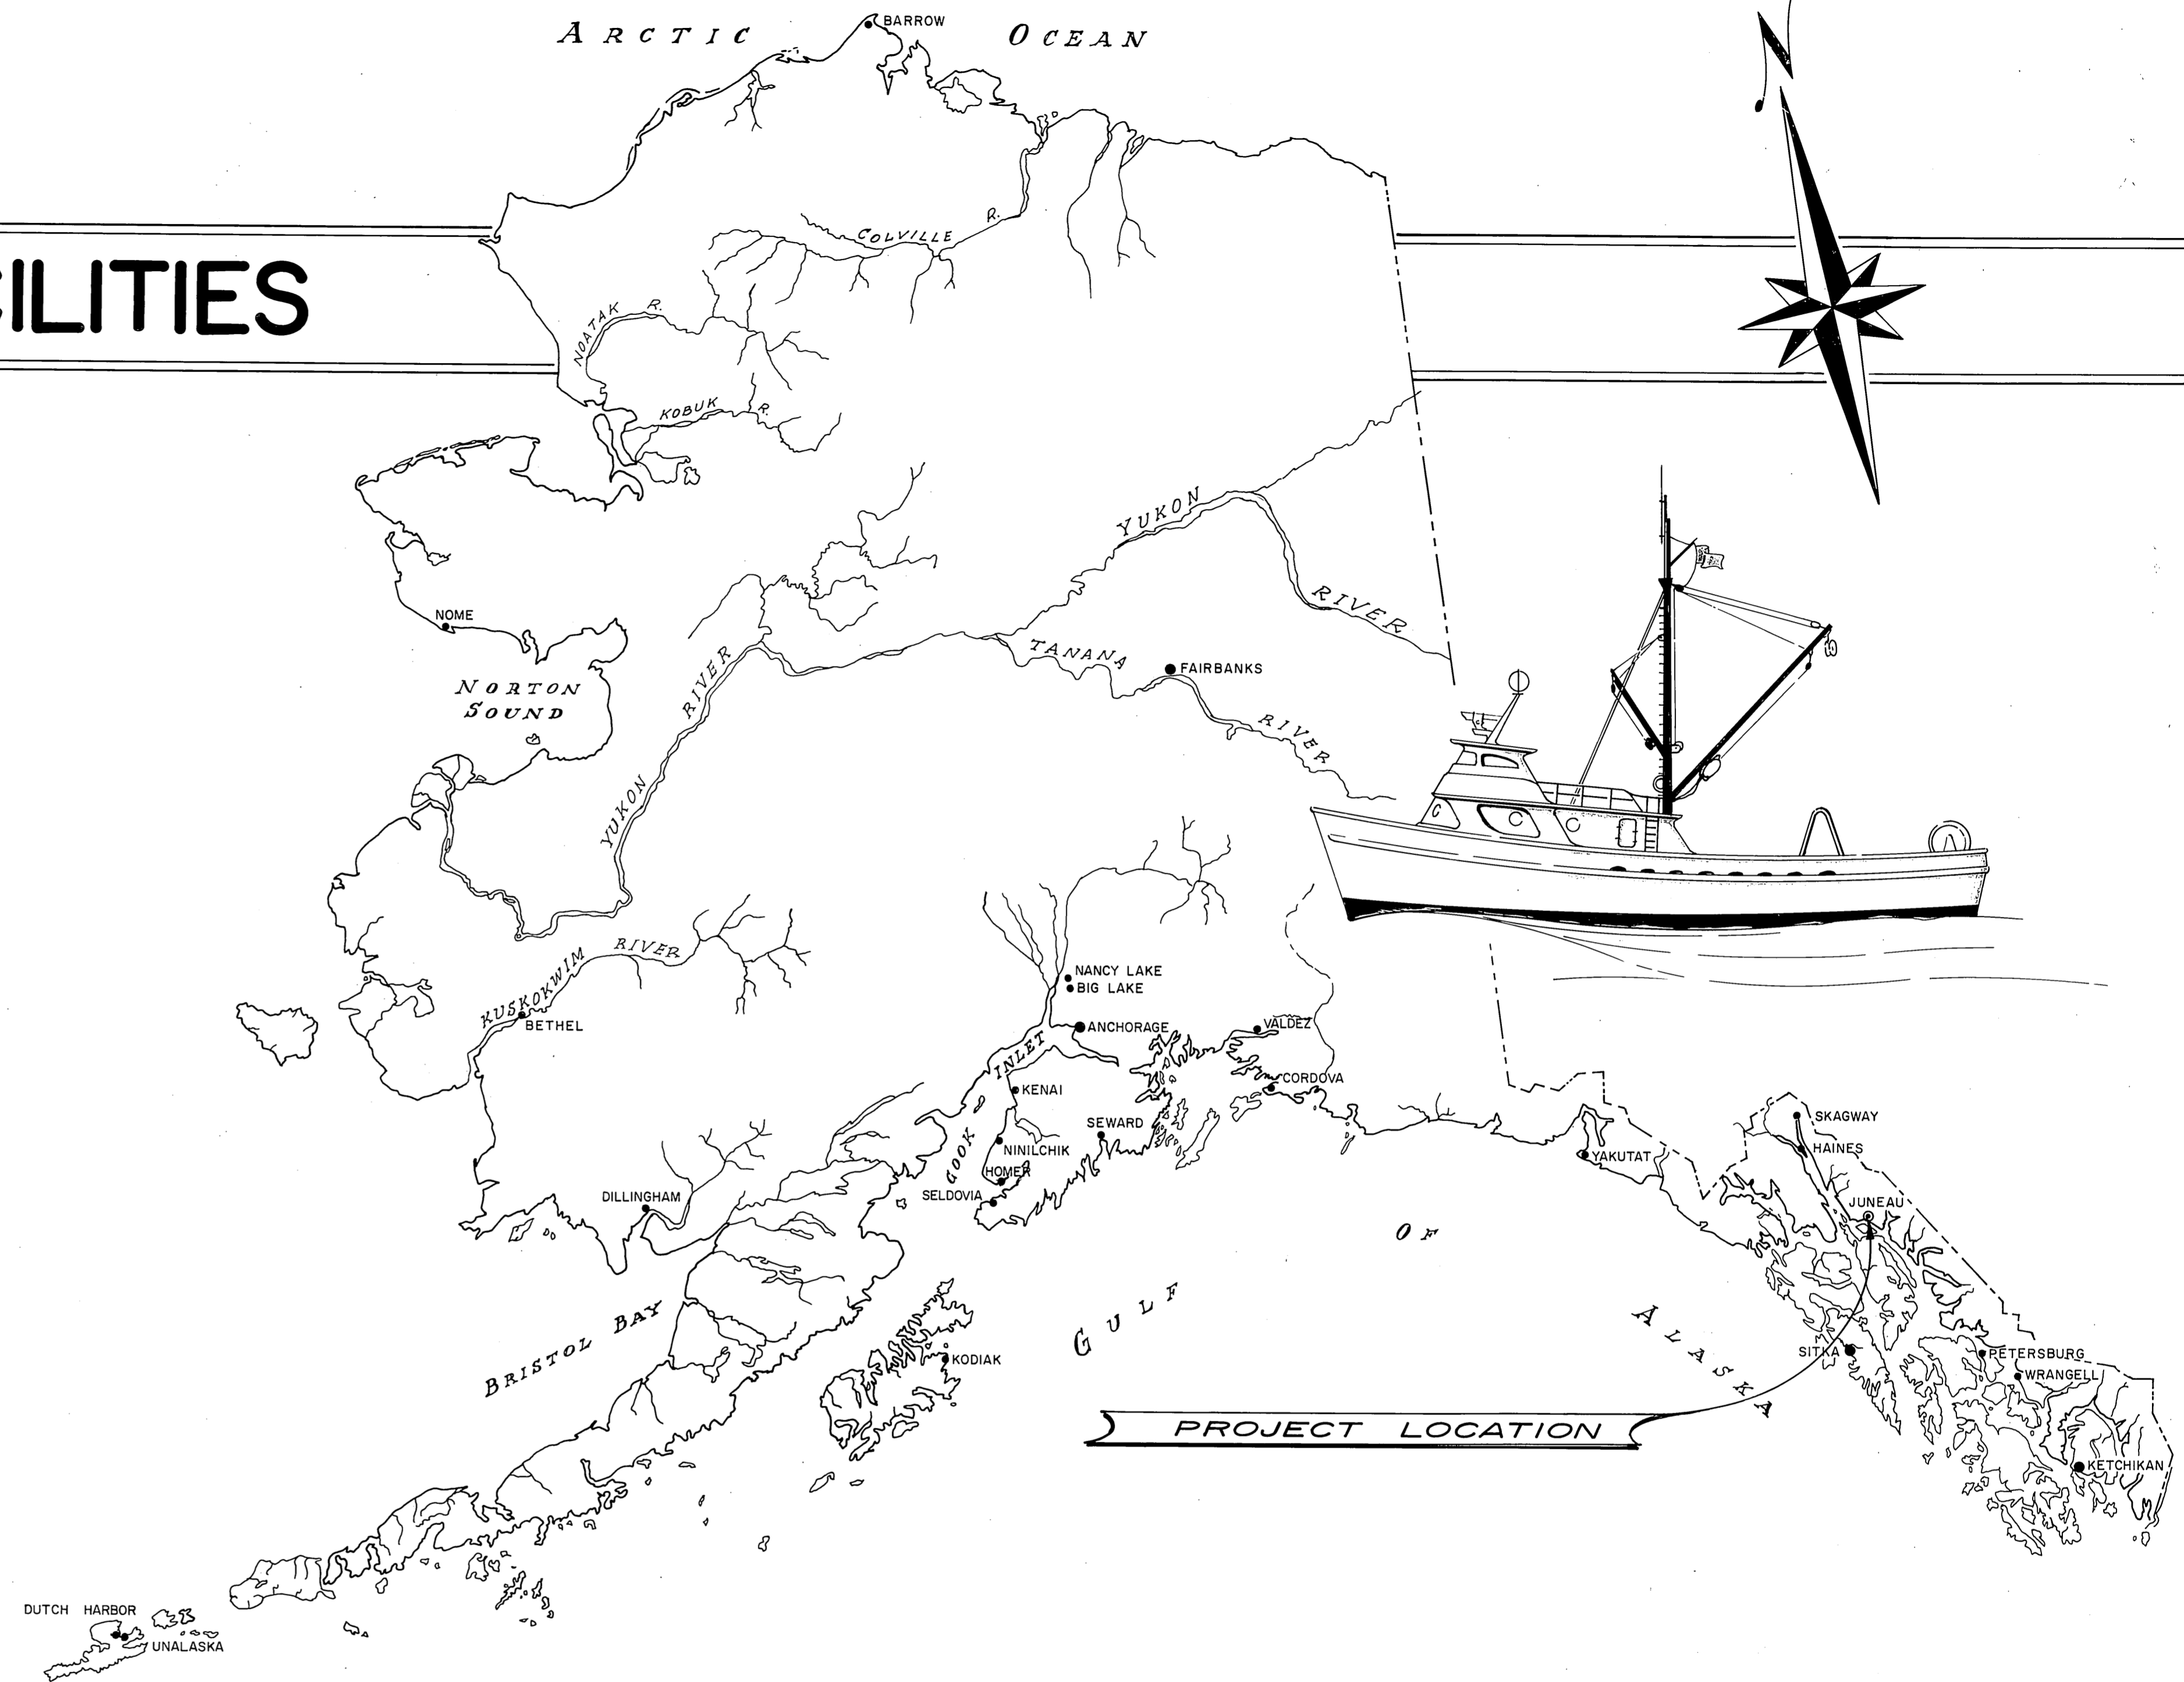 ARCTIC OCEAN
BARROW
N
COLVILLE R.
CILITIES
NOATAK R.
KOBUK R.
YUKON RIVER
NOME
TANANA RIVER
FAIRBANKS
NORTON
SOUND
YUKON RIVER
KUSKOKWIM RIVER
NANCY LAKE
BIG LAKE
BETHEL
ANCHORAGE
VALDEZ
COOK INLET
KENAI
CORDOVA
SEWARD
NINILCHIK
HOMER
SELDOVIA
SKAGWAY
HAINES
YAKUTAT
DILLINGHAM
JUNEAU
GULF OF ALASKA
BRISTOL BAY
KODIAK
SITKA
PETERSBURG
WRANGELL
PROJECT LOCATION
KETCHIKAN
DUTCH HARBOR
UNALASKA